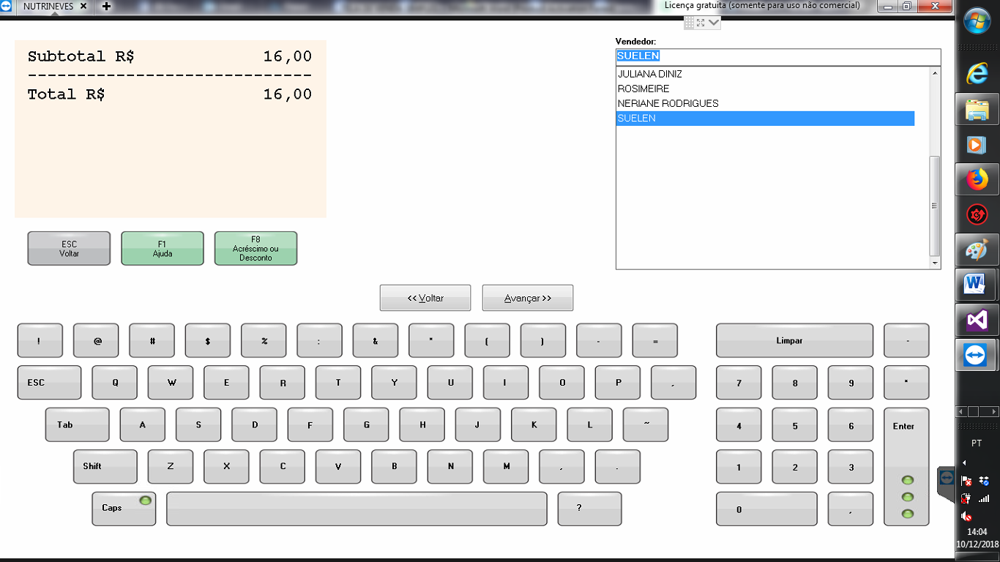 NUTRINEVES
Licença gratuita (somente para uso não comercial)
Subtotal R$ 16,00
-----------------------------
Total R$ 16,00
Vendedor:
SUELEN
JULIANA DINIZ
ROSIMEIRE
NERIANE RODRIGUES
SUELEN
ESC
Voltar
F1
Ajuda
F8
Acréscimo ou
Desconto
<< Voltar
Avançar >>
! @ # $ % : & * ( ) - =
Limpar -
ESC Q W E R T Y U I O P
7 8 9 *
Tab A S D F G H J K L ~
4 5 6 Enter
Shift Z X C V B N M , .
1 2 3
Caps ?
0 ,
PT
14:04
10/12/2018